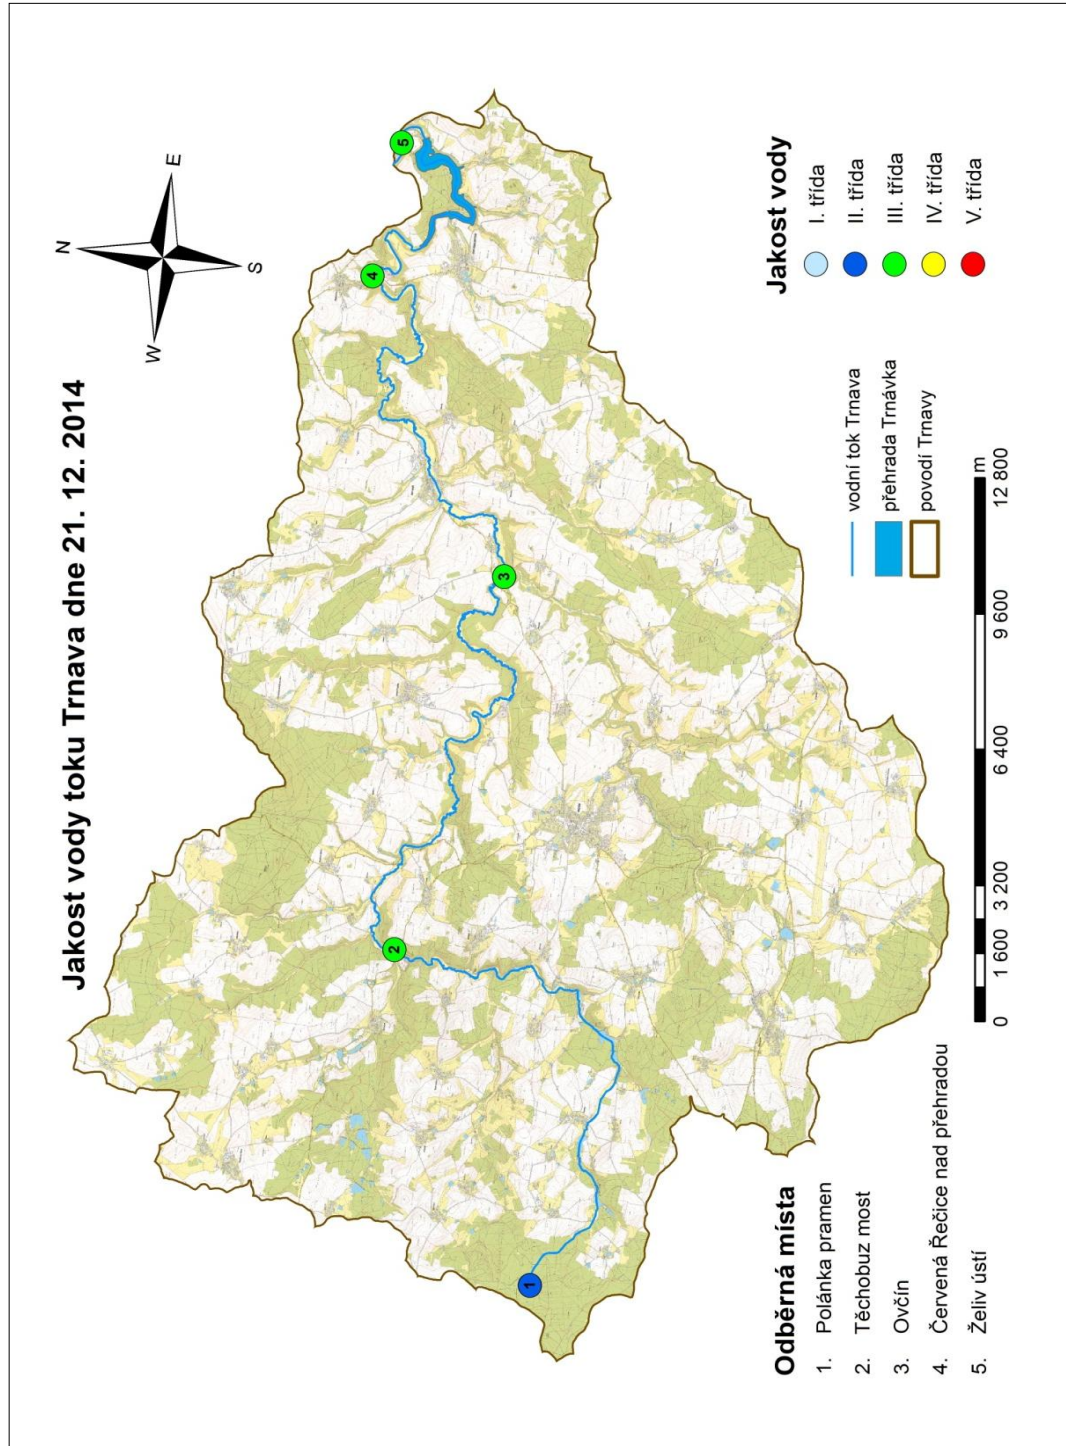 Jakost vody toku Trnava dne 21. 12. 2014
N
W
E
S
1
2
3
4
5
Odběrná místa
1. Polánka pramen
2. Těchobuz most
3. Ovčín
4. Červená Řečice nad přehradou
5. Želiv ústí
vodní tok Trnava
přehrada Trnávka
povodí Trnavy
0 1 600 3 200 6 400 9 600 12 800 m
Jakost vody
I. třída
II. třída
III. třída
IV. třída
V. třída